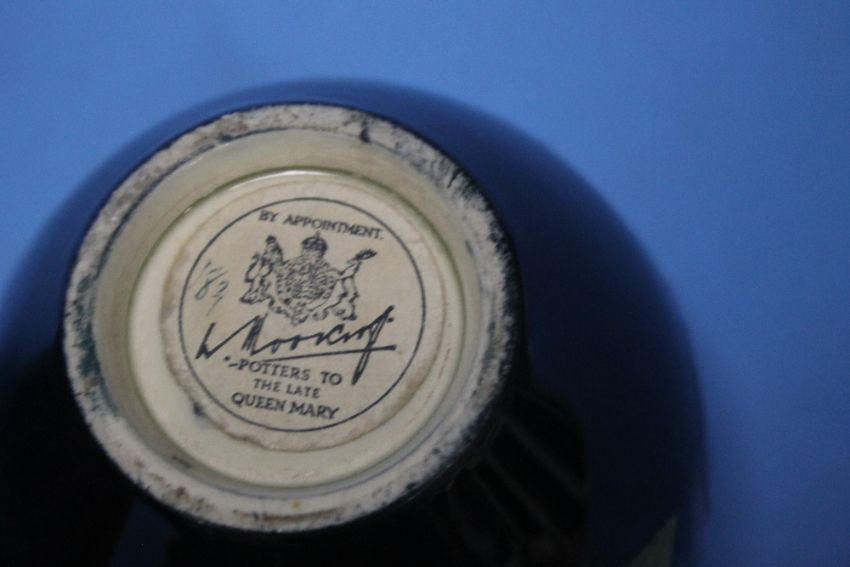 BY APPOINTMENT.
W. Moorcroft
POTTERS TO
THE LATE
QUEEN MARY